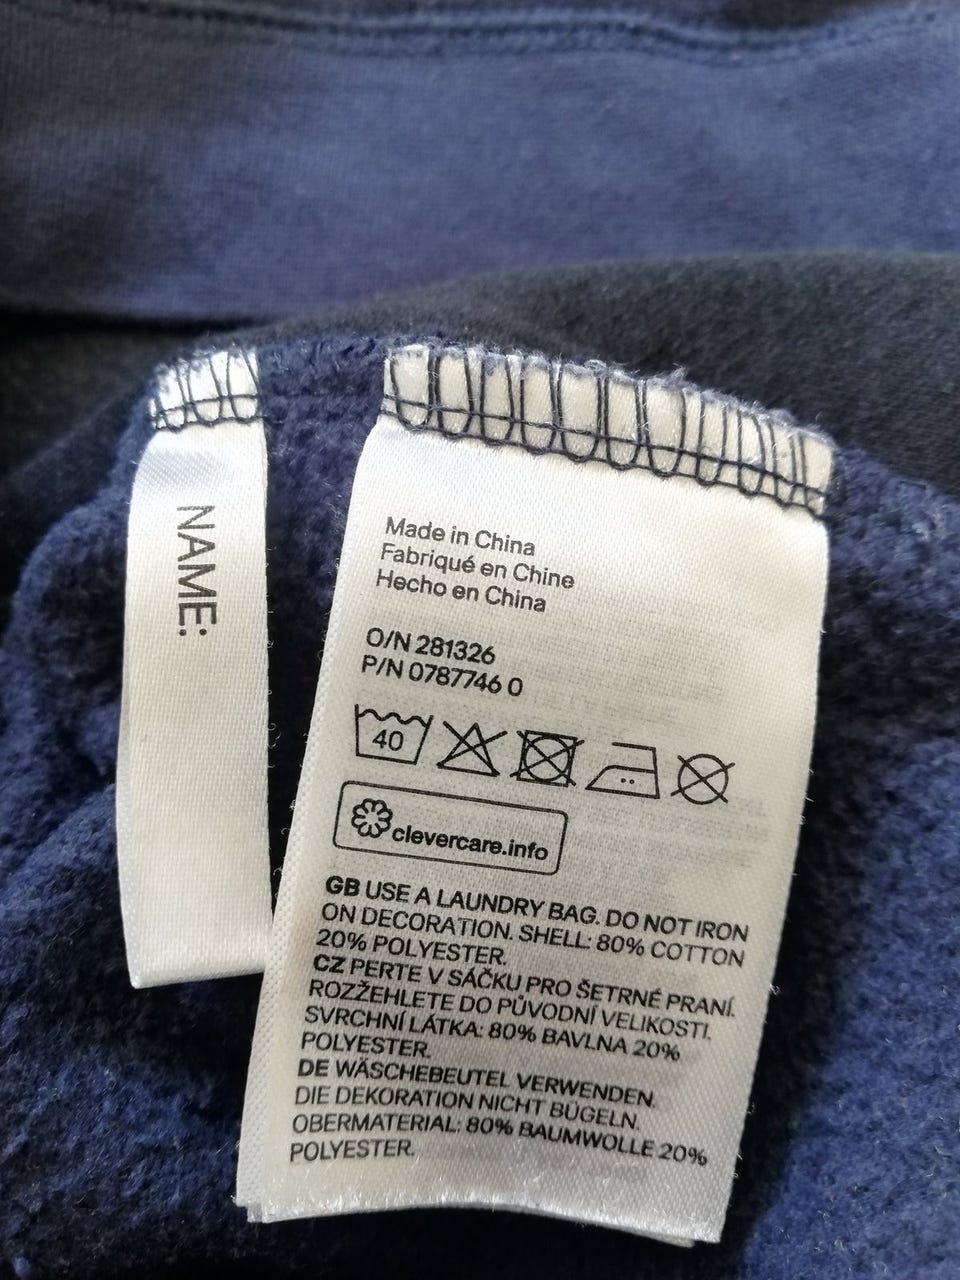 NAME:
Made in China
Fabriqué en Chine
Hecho en China
O/N 281326
P/N 0787746 0
40
clevercare.info
GB USE A LAUNDRY BAG. DO NOT IRON
ON DECORATION. SHELL: 80% COTTON
20% POLYESTER.
CZ PERTE V SÁČKU PRO ŠETRNÉ PRANÍ.
ROZŽEHLETE DO PŮVODNÍ VELIKOSTI.
SVRCHNÍ LÁTKA: 80% BAVLNA 20%
POLYESTER.
DE WÄSCHEBEUTEL VERWENDEN.
DIE DEKORATION NICHT BÜGELN.
OBERMATERIAL: 80% BAUMWOLLE 20%
POLYESTER.